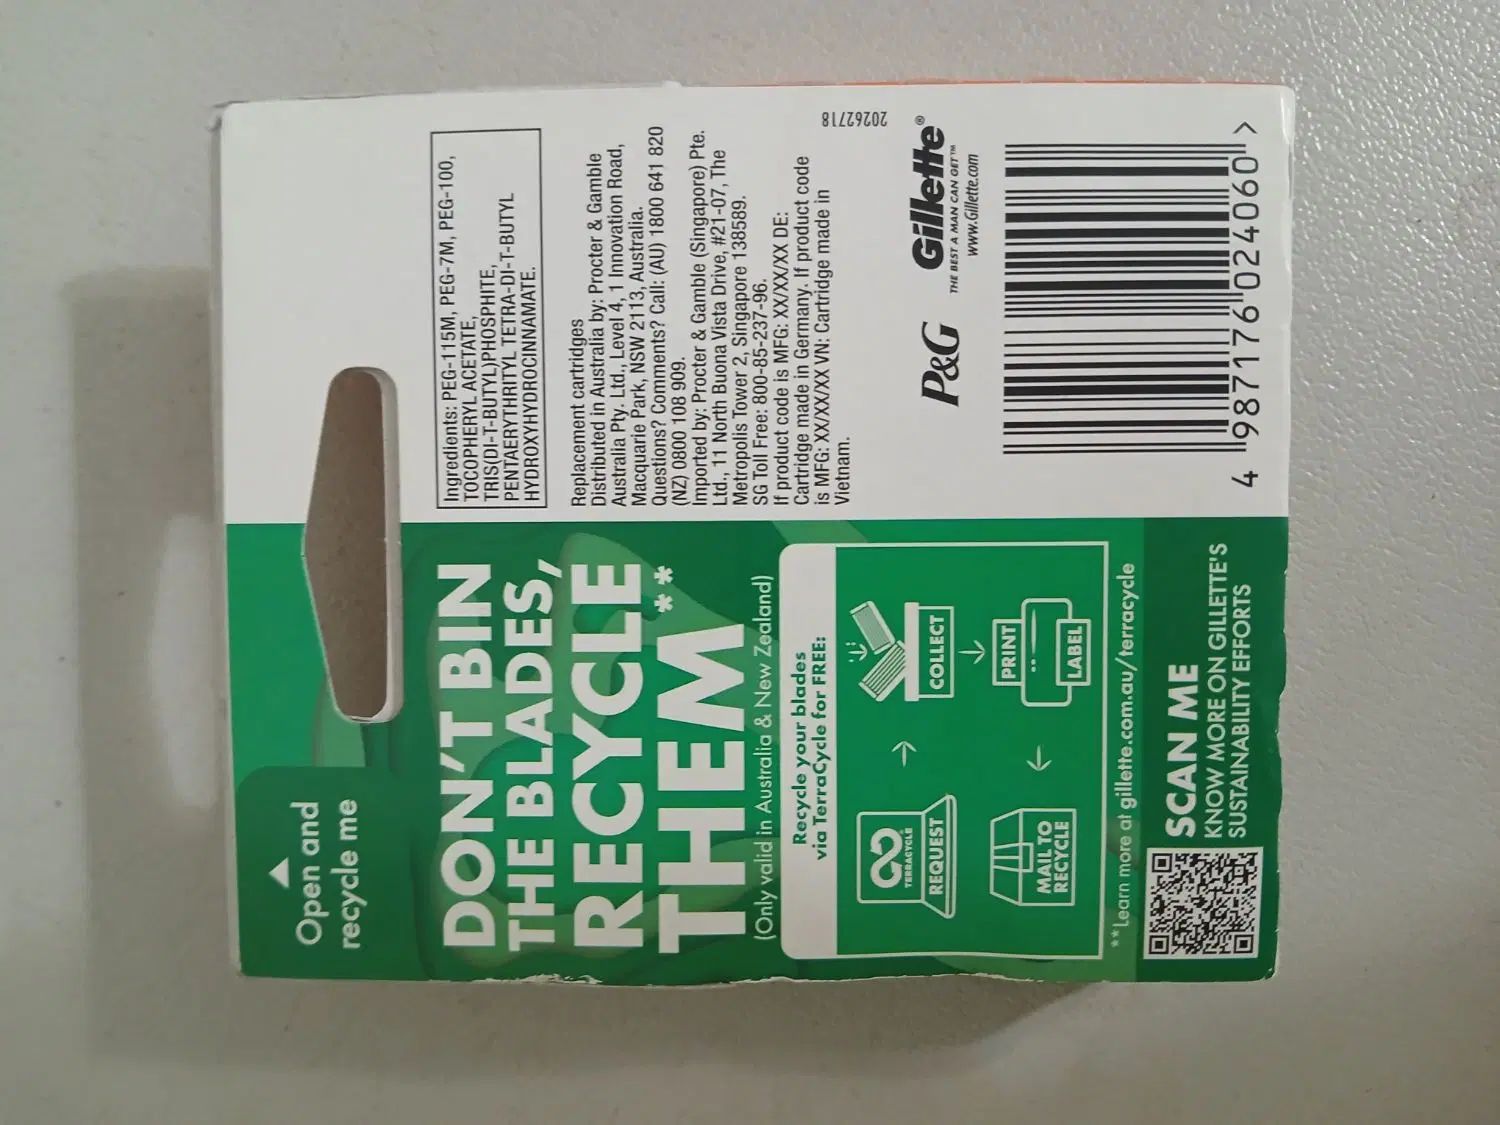 Open and
recycle me
DON'T BIN
THE BLADES,
RECYCLE
THEM**
(Only valid in Australia & New Zealand)
Recycle your blades
via TerraCycle for FREE:
TERRACYCLE
REQUEST
COLLECT
MAIL TO
RECYCLE
PRINT
LABEL
**Learn more at gillette.com.au/terracycle
SCAN ME
KNOW MORE ON GILLETTE'S
SUSTAINABILITY EFFORTS
Ingredients: PEG-115M, PEG-7M, PEG-100,
TOCOPHERYL ACETATE,
TRIS(DI-T-BUTYL)PHOSPHITE,
PENTAERYTHRITYL TETRA-DI-T-BUTYL
HYDROXYHYDROCINNAMATE.
Replacement cartridges
Distributed in Australia by: Procter & Gamble
Australia Pty. Ltd., Level 4, 1 Innovation Road,
Macquarie Park, NSW 2113, Australia.
Questions? Comments? Call: (AU) 1800 641 820
(NZ) 0800 108 909.
Imported by: Procter & Gamble (Singapore) Pte.
Ltd., 11 North Buona Vista Drive, #21-07, The
Metropolis Tower 2, Singapore 138589.
SG Toll Free: 800-85-237-96.
If product code is MFG: XX/XX/XX DE:
Cartridge made in Germany. If product code
is MFG: XX/XX/XX VN: Cartridge made in
Vietnam.
20262718
P&G Gillette®
THE BEST A MAN CAN GET™
www.Gillette.com
4 987176 024060 >